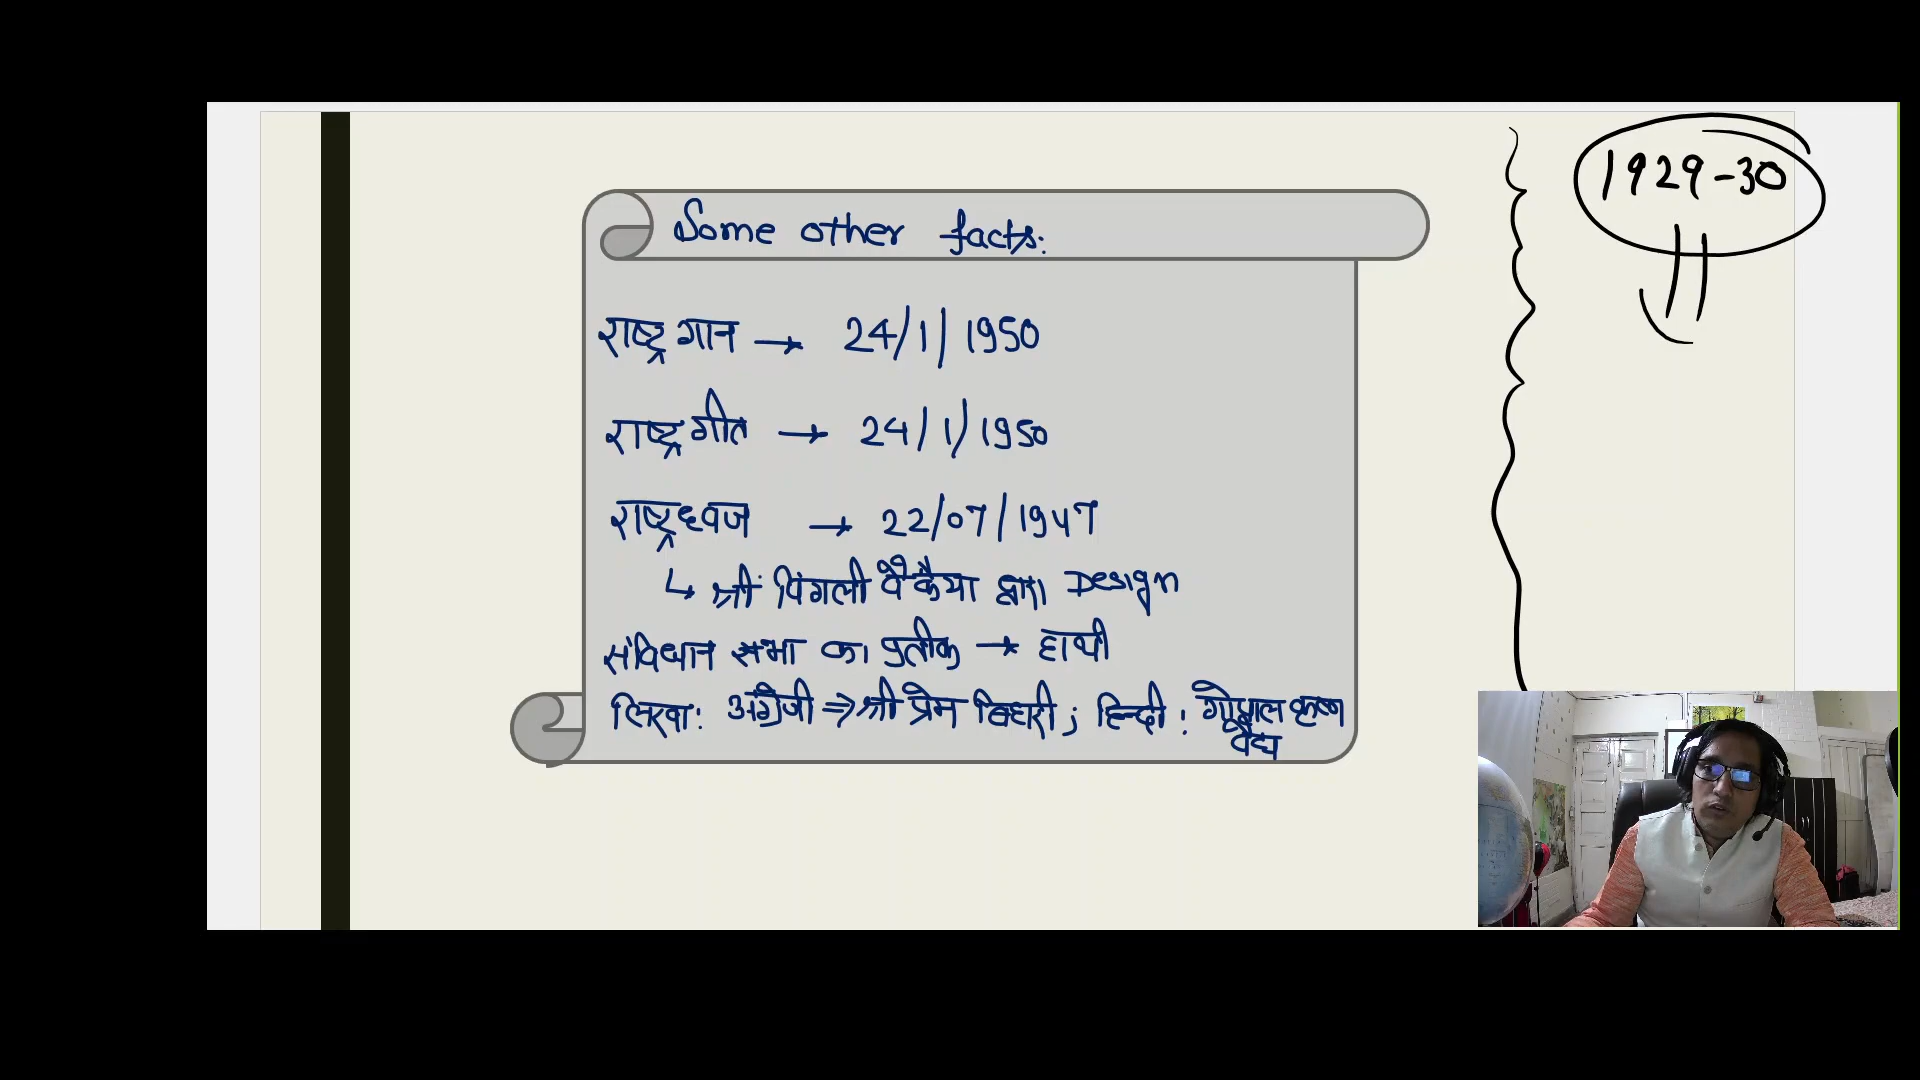 Some other facts:
राष्ट्रगान → 24/1/1950
राष्ट्रगीत → 24/1/1950
राष्ट्रध्वज → 22/07/1947
↳ श्री पिंगली वेंकैया द्वारा Design
संविधान सभा का प्रतीक → हाथी
लिखा: अंग्रेजी ⇒ श्री प्रेम बिहारी; हिन्दी: गोपाल कृष्ण
वैद्य
1929-30